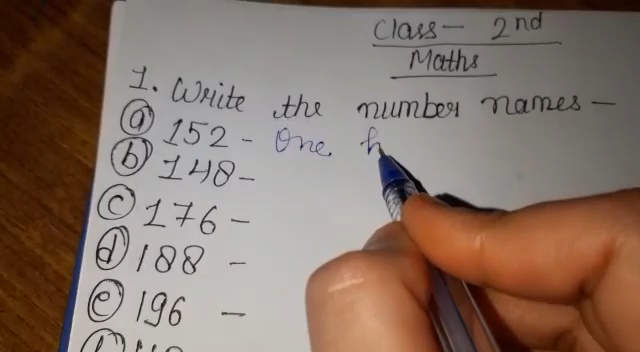 Class - 2nd
Maths
1. Write the number names -
(a) 152 - One h
(b) 148 -
(c) 176 -
(d) 188 -
(e) 196 -